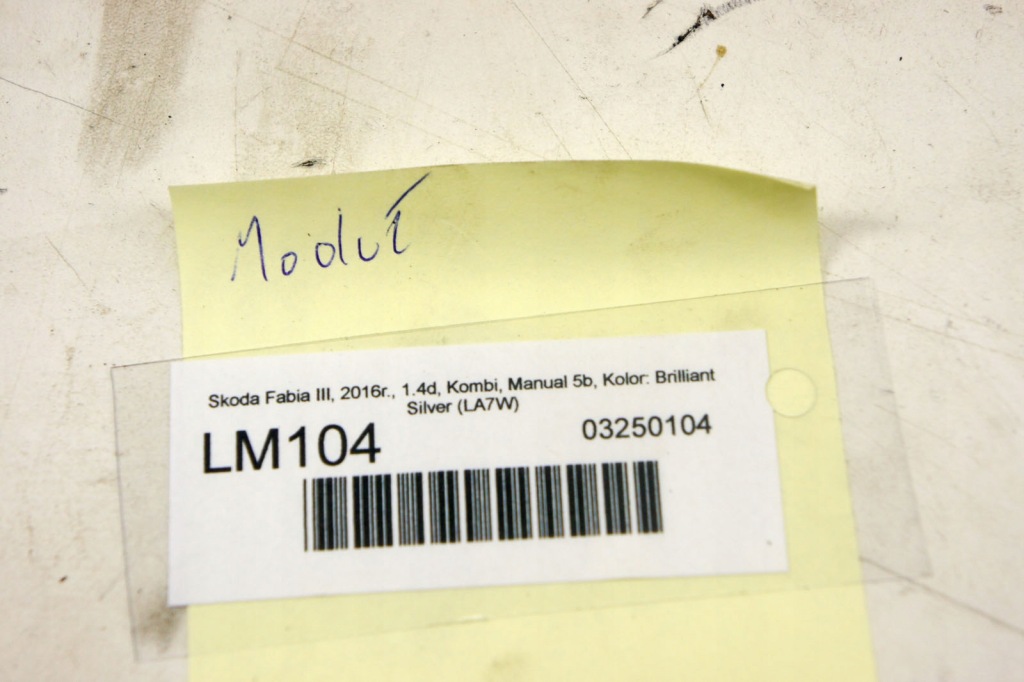 Moduł
Skoda Fabia III, 2016r., 1.4d, Kombi, Manual 5b, Kolor: Brilliant
Silver (LA7W)
LM104
03250104